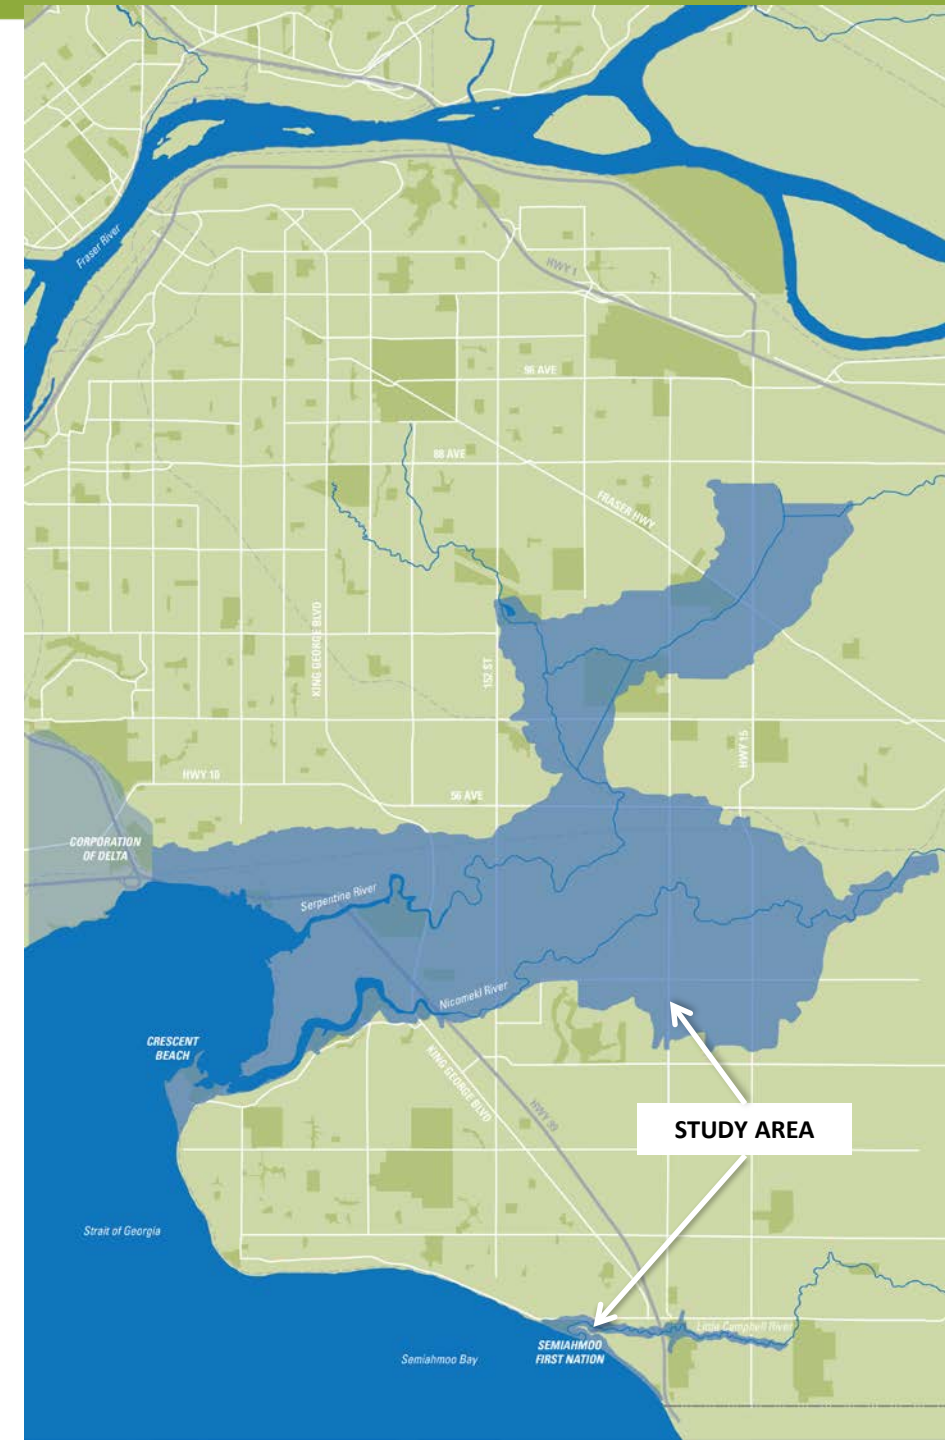 Fraser River
HWY 1
96 AVE
88 AVE
FRASER HWY
KING GEORGE BLVD
152 ST
HWY 15
HWY 10
56 AVE
CORPORATION
OF DELTA
Serpentine River
Nicomekl River
CRESCENT
BEACH
KING GEORGE BLVD
HWY 99
STUDY AREA
Strait of Georgia
Little Campbell River
SEMIAHMOO
FIRST NATION
Semiahmoo Bay